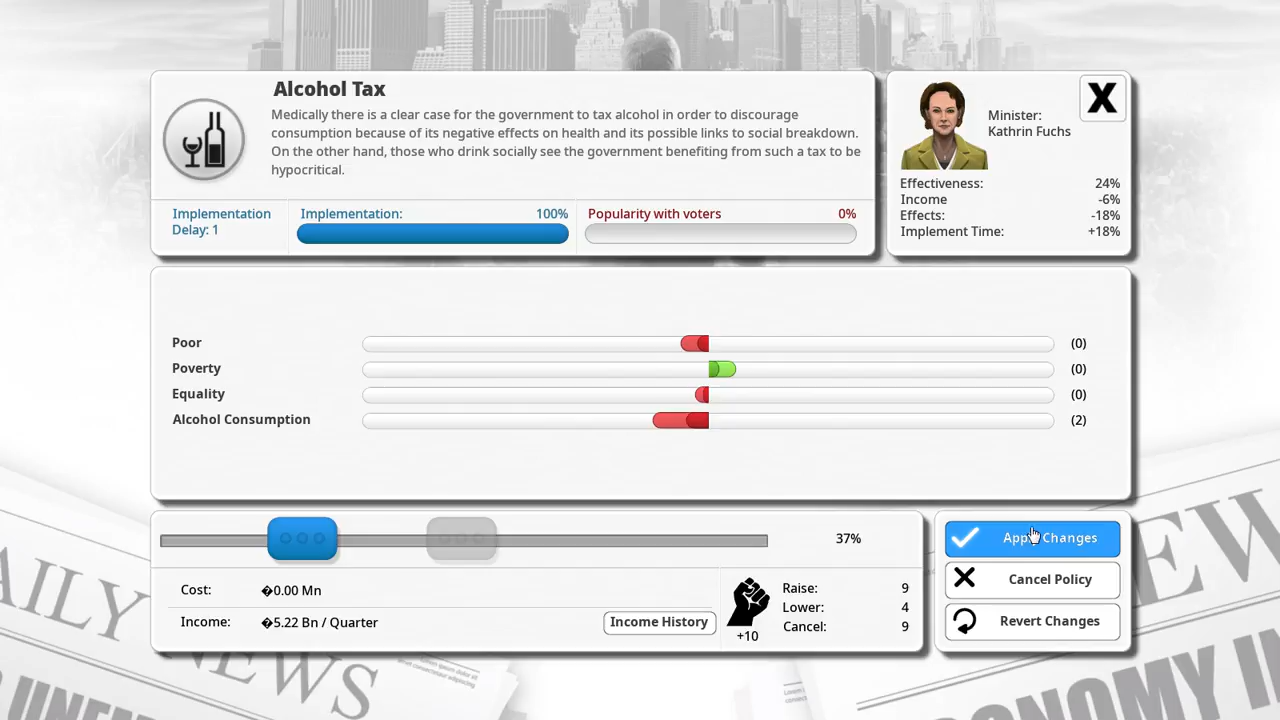 Alcohol Tax
Medically there is a clear case for the government to tax alcohol in order to discourage
consumption because of its negative effects on health and its possible links to social breakdown.
On the other hand, those who drink socially see the government benefiting from such a tax to be
hypocritical.
Implementation
Delay: 1
Implementation: 100%
Popularity with voters 0%
X
Minister:
Kathrin Fuchs
Effectiveness: 24%
Income -6%
Effects: -18%
Implement Time: +18%
Poor (0)
Poverty (0)
Equality (0)
Alcohol Consumption (2)
37%
Cost: �0.00 Mn
Income: �5.22 Bn / Quarter
Income History
+10
Raise: 9
Lower: 4
Cancel: 9
Apply Changes
Cancel Policy
Revert Changes
AILY
NEWS
NEW
ONOMY IN